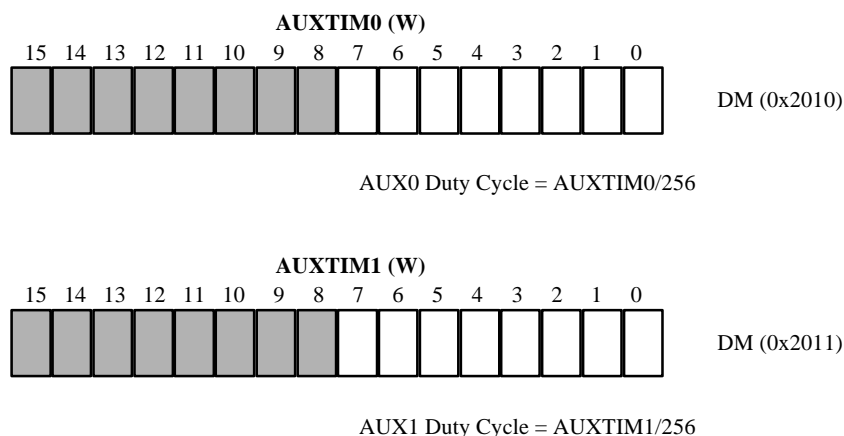 AUXTIM0 (W)
15 14 13 12 11 10 9 8 7 6 5 4 3 2 1 0
DM (0x2010)
AUX0 Duty Cycle = AUXTIM0/256
AUXTIM1 (W)
15 14 13 12 11 10 9 8 7 6 5 4 3 2 1 0
DM (0x2011)
AUX1 Duty Cycle = AUXTIM1/256